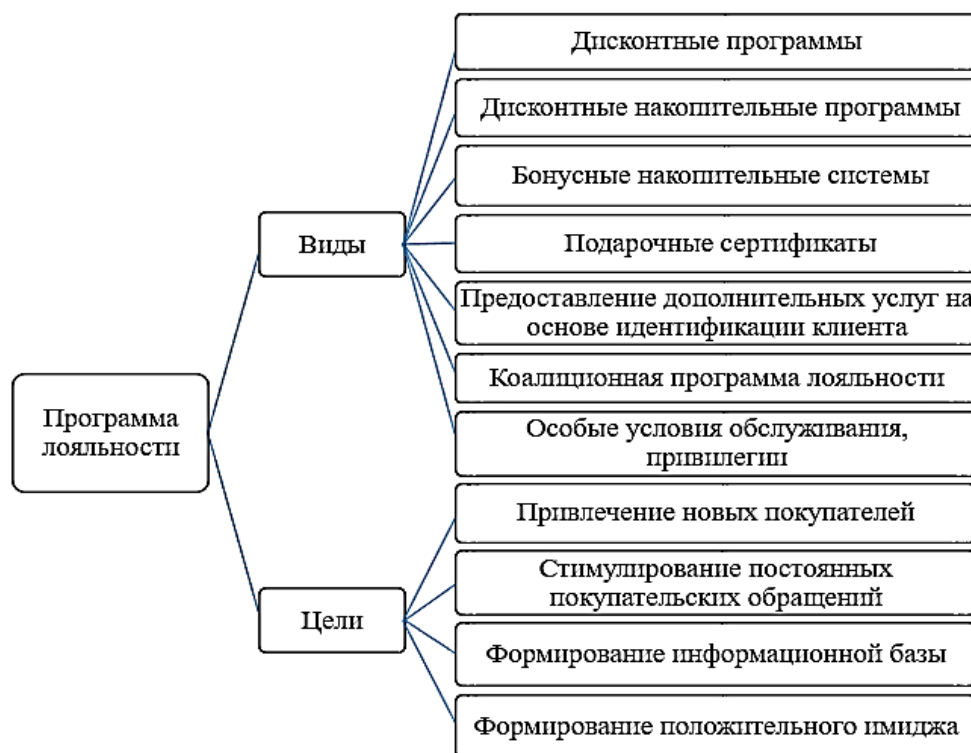 Программа
лояльности
Виды
Дисконтные программы
Дисконтные накопительные программы
Бонусные накопительные системы
Подарочные сертификаты
Предоставление дополнительных услуг на
основе идентификации клиента
Коалиционная программа лояльности
Особые условия обслуживания,
привилегии
Цели
Привлечение новых покупателей
Стимулирование постоянных
покупательских обращений
Формирование информационной базы
Формирование положительного имиджа